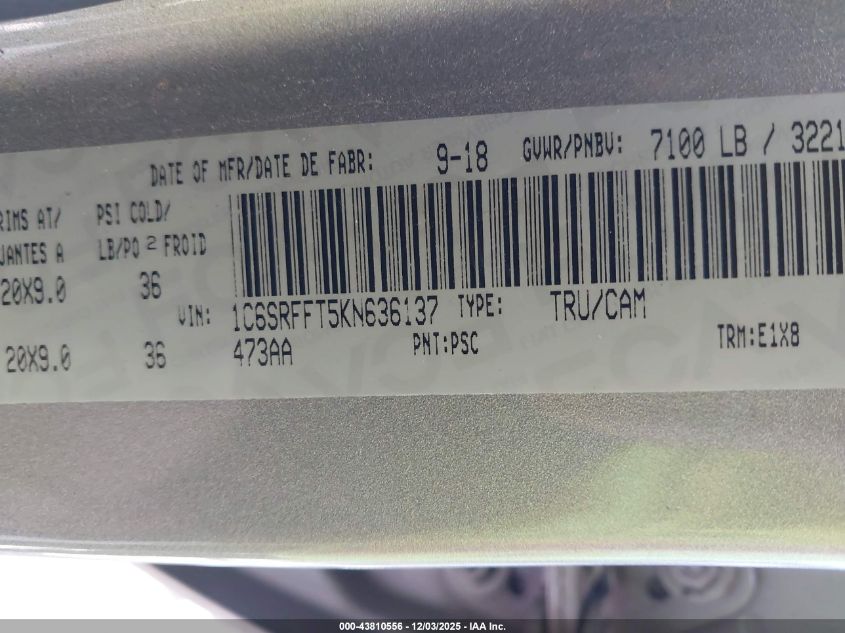 DATE OF MFR/DATE DE FABR: 9-18 GVWR/PNBV: 7100 LB / 3221
RIMS AT/ PSI COLD/
JANTES A LB/PO 2 FROID
20X9.0 36
VIN: 1C6SRFFT5KN636137 TYPE: TRU/CAM
20X9.0 36 473AA PNT:PSC TRM:E1X8
000-43810556 - 12/03/2025 - IAA Inc.